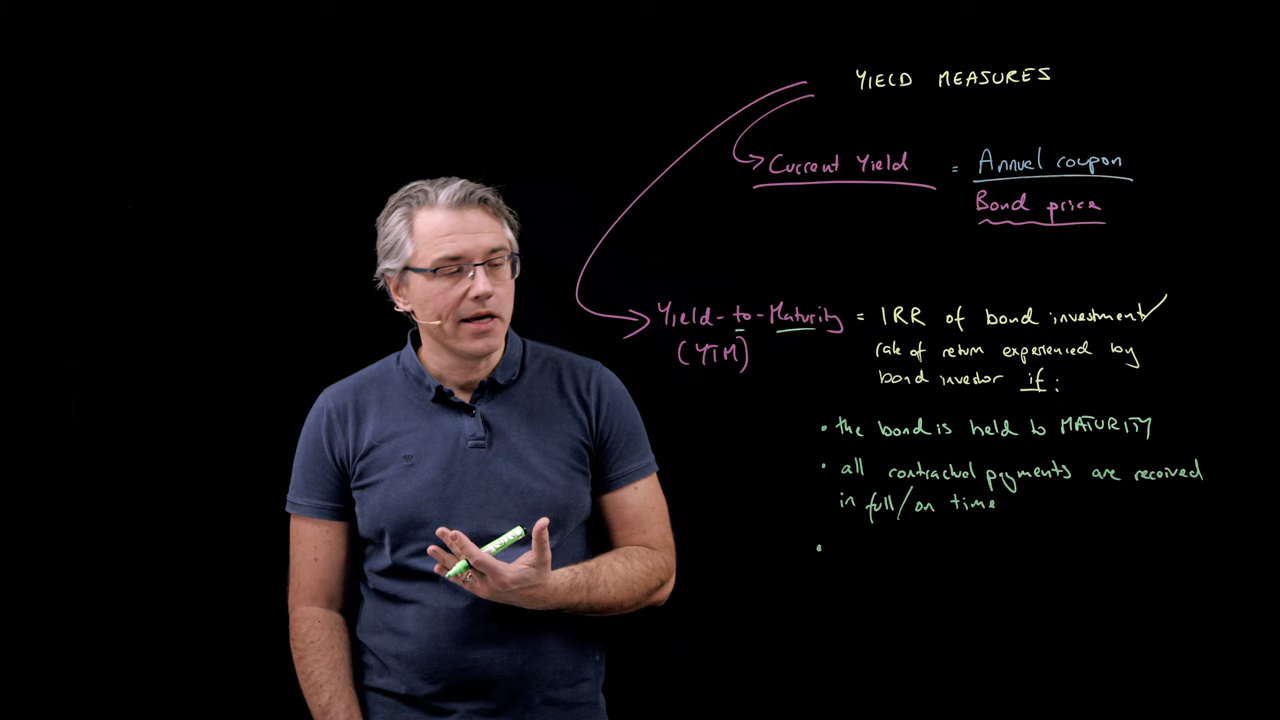 YIELD MEASURES
Current Yield = Annual coupon
Bond price
Yield-to-Maturity = IRR of bond investment
(YTM) rate of return experienced by
bond investor if:
• the bond is held to MATURITY
• all contractual payments are received
in full/on time
•